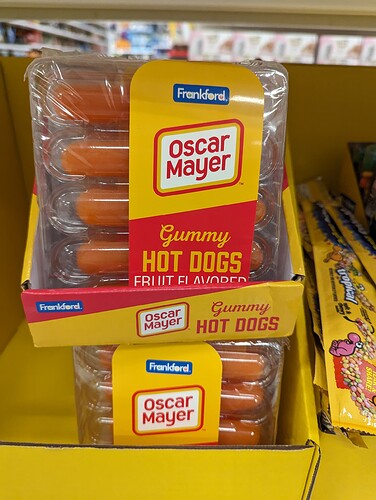 Frankford
Oscar
Mayer
Gummy
HOT DOGS
FRUIT FLAVORED
Frankford
Oscar
Mayer
Gummy
HOT DOGS
Frankford
Oscar
Mayer